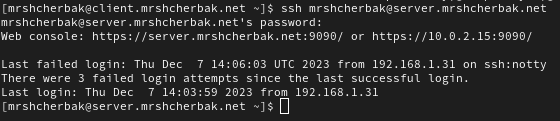 [mrshcherbak@client.mrshcherbak.net ~]$ ssh mrshcherbak@server.mrshcherbak.net
mrshcherbak@server.mrshcherbak.net's password:
Web console: https://server.mrshcherbak.net:9090/ or https://10.0.2.15:9090/
Last failed login: Thu Dec  7 14:06:03 UTC 2023 from 192.168.1.31 on ssh:notty
There were 3 failed login attempts since the last successful login.
Last login: Thu Dec  7 14:03:59 2023 from 192.168.1.31
[mrshcherbak@server.mrshcherbak.net ~]$